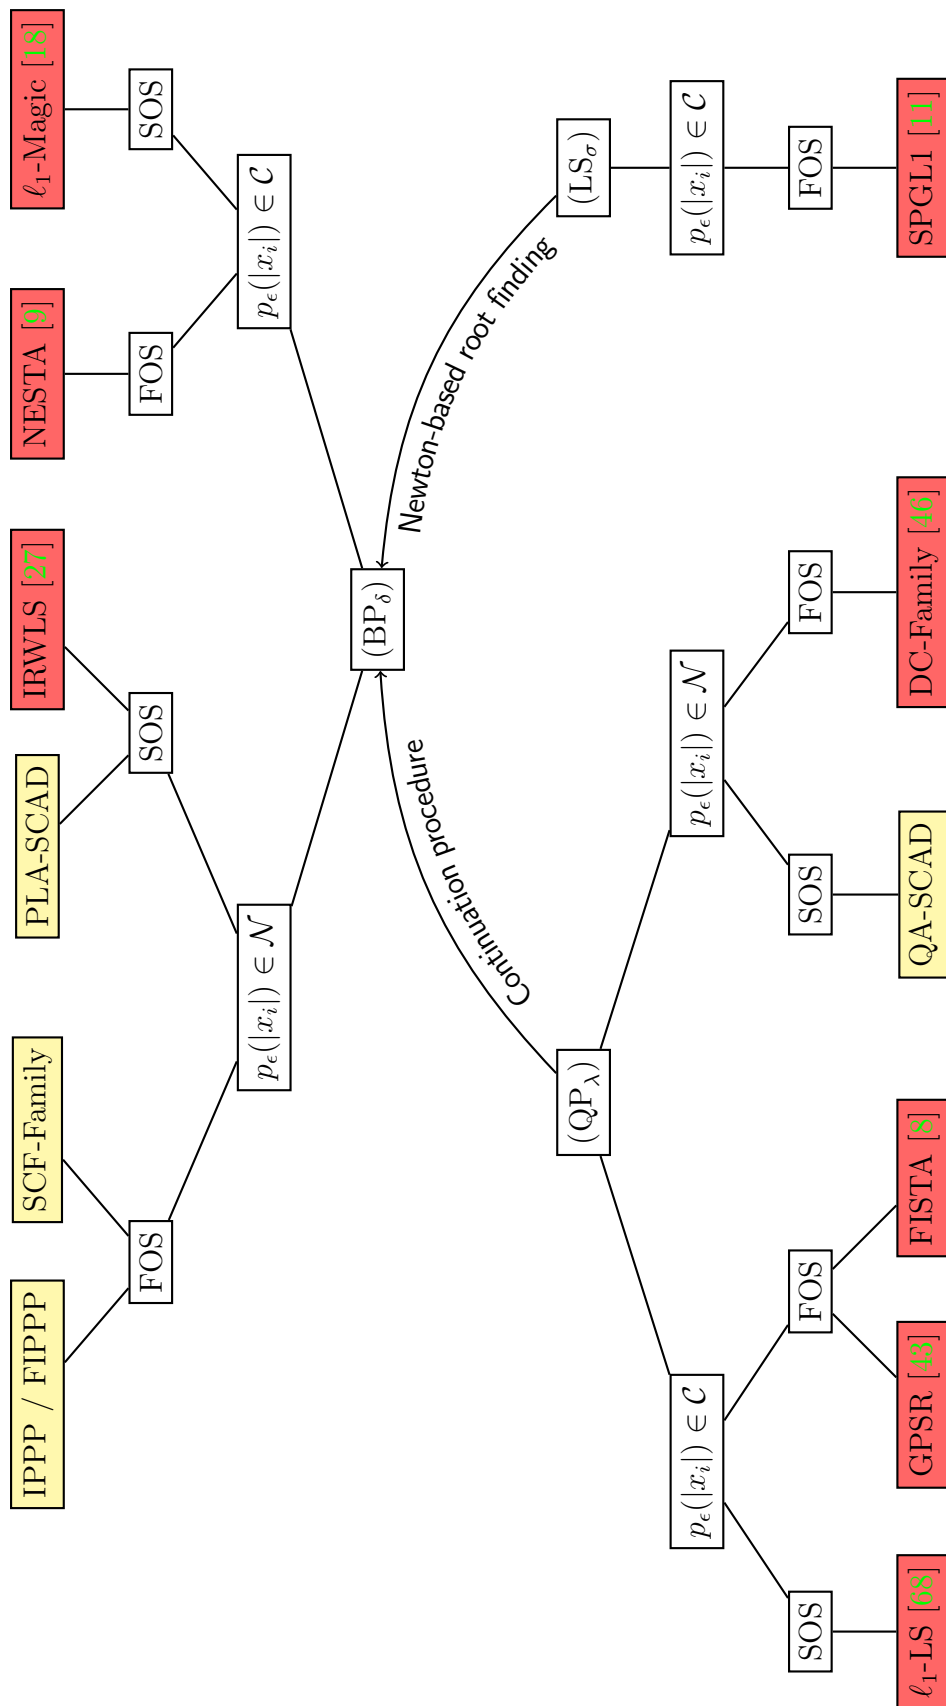 IPPP / FIPPP
SCF-Family
PLA-SCAD
IRWLS [27]
NESTA [9]
ℓ₁-Magic [18]
FOS
SOS
FOS
SOS
p_ϵ(|x_i|) ∈ 𝒩
p_ϵ(|x_i|) ∈ 𝒞
(BP_δ)
Continuation procedure
Newton-based root finding
(QP_λ)
(LS_σ)
p_ϵ(|x_i|) ∈ 𝒞
p_ϵ(|x_i|) ∈ 𝒩
p_ϵ(|x_i|) ∈ 𝒞
SOS
FOS
SOS
FOS
FOS
ℓ₁-LS [68]
GPSR [43]
FISTA [8]
QA-SCAD
DC-Family [46]
SPGL1 [11]